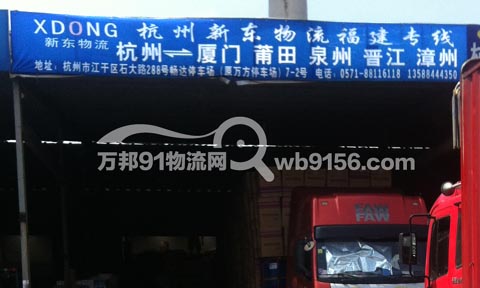 XDONG 杭州新东物流福建专线
新东物流 杭州⇌厦门 莆田 泉州 晋江 漳州
地址:杭州市江干区石大路288号畅达停车场(原万方停车场)7-2号 电话:0571-88116118 13588444350
万邦91物流网 wb9156.com
FAW